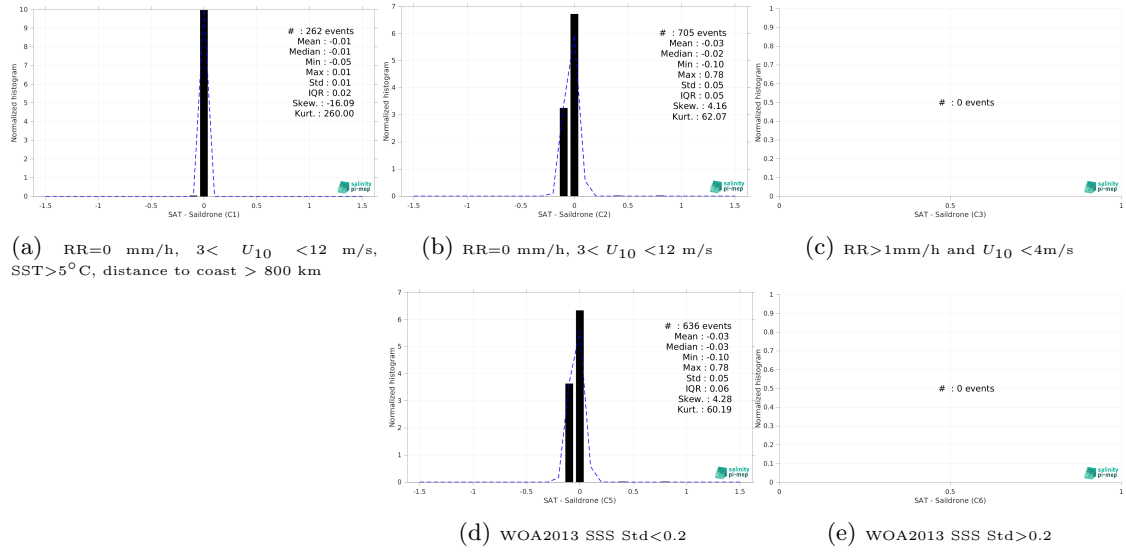 10
9
8
7
6
5
4
3
2
1
0
Normalized histogram
-1.5 -1 -0.5 0 0.5 1 1.5
SAT - Saildrone (C1)
# : 262 events
Mean : -0.01
Median : -0.01
Min : -0.05
Max : 0.01
Std : 0.01
IQR : 0.02
Skew. : -16.09
Kurt. : 260.00
salinity
pi-mep
(a) RR=0 mm/h, 3< U10 <12 m/s,
SST>5°C, distance to coast > 800 km
7
6
5
4
3
2
1
0
Normalized histogram
-1.5 -1 -0.5 0 0.5 1 1.5
SAT - Saildrone (C2)
# : 705 events
Mean : -0.03
Median : -0.02
Min : -0.10
Max : 0.78
Std : 0.05
IQR : 0.05
Skew. : 4.16
Kurt. : 62.07
salinity
pi-mep
(b) RR=0 mm/h, 3< U10 <12 m/s
1
0.9
0.8
0.7
0.6
0.5
0.4
0.3
0.2
0.1
0
Normalized histogram
0 0.5 1
SAT - Saildrone (C3)
# : 0 events
salinity
pi-mep
(c) RR>1mm/h and U10 <4m/s
7
6
5
4
3
2
1
0
Normalized histogram
-1.5 -1 -0.5 0 0.5 1 1.5
SAT - Saildrone (C5)
# : 636 events
Mean : -0.03
Median : -0.03
Min : -0.10
Max : 0.78
Std : 0.05
IQR : 0.06
Skew. : 4.28
Kurt. : 60.19
salinity
pi-mep
(d) WOA2013 SSS Std<0.2
1
0.9
0.8
0.7
0.6
0.5
0.4
0.3
0.2
0.1
0
Normalized histogram
0 0.5 1
SAT - Saildrone (C6)
# : 0 events
salinity
pi-mep
(e) WOA2013 SSS Std>0.2